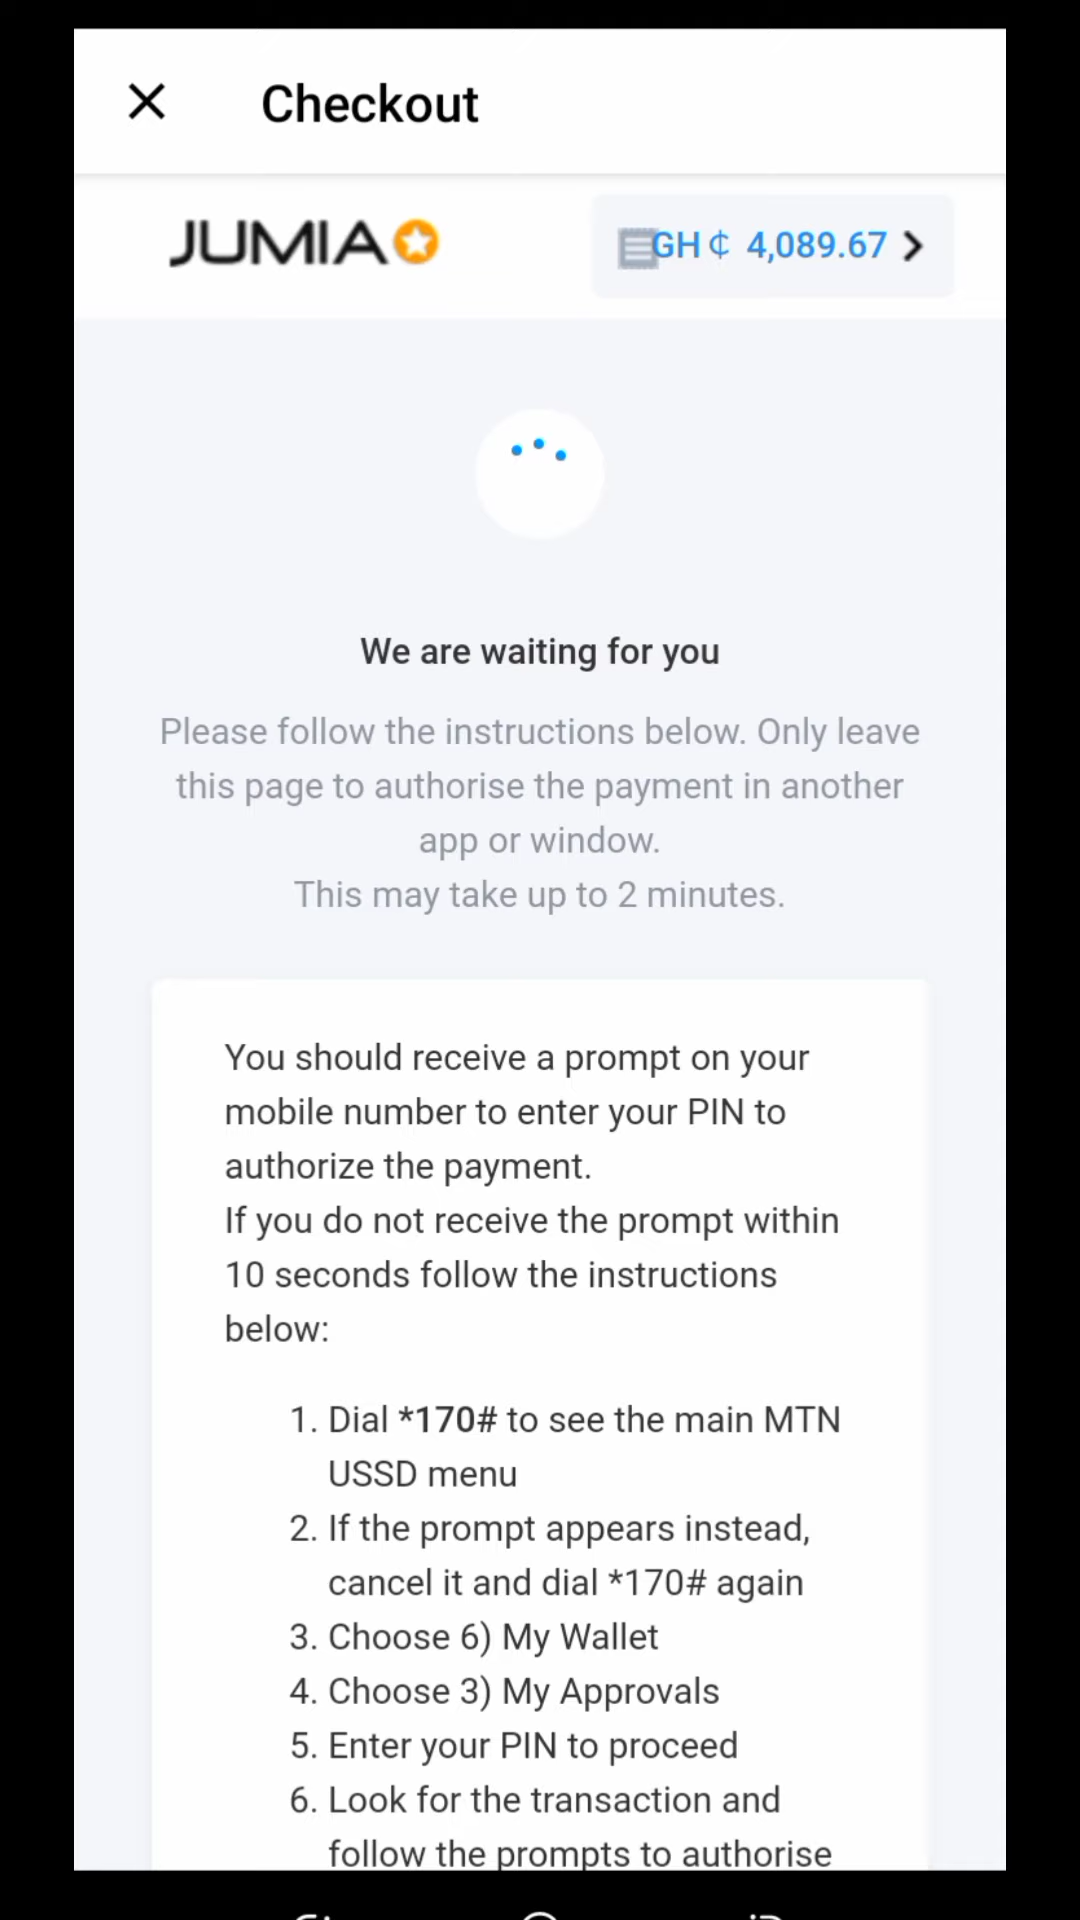 Checkout
JUMIA
GH₵ 4,089.67
We are waiting for you
Please follow the instructions below. Only leave
this page to authorise the payment in another
app or window.
This may take up to 2 minutes.
You should receive a prompt on your
mobile number to enter your PIN to
authorize the payment.
If you do not receive the prompt within
10 seconds follow the instructions
below:
1. Dial *170# to see the main MTN
USSD menu
2. If the prompt appears instead,
cancel it and dial *170# again
3. Choose 6) My Wallet
4. Choose 3) My Approvals
5. Enter your PIN to proceed
6. Look for the transaction and
follow the prompts to authorise